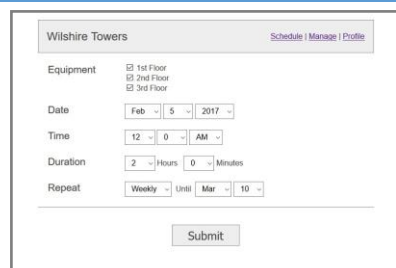 Wilshire Towers Schedule | Manage | Profile
Equipment
1st Floor
2nd Floor
3rd Floor
Date Feb 5 2017
Time 12 0 AM
Duration 2 Hours 0 Minutes
Repeat Weekly Until Mar 10
Submit